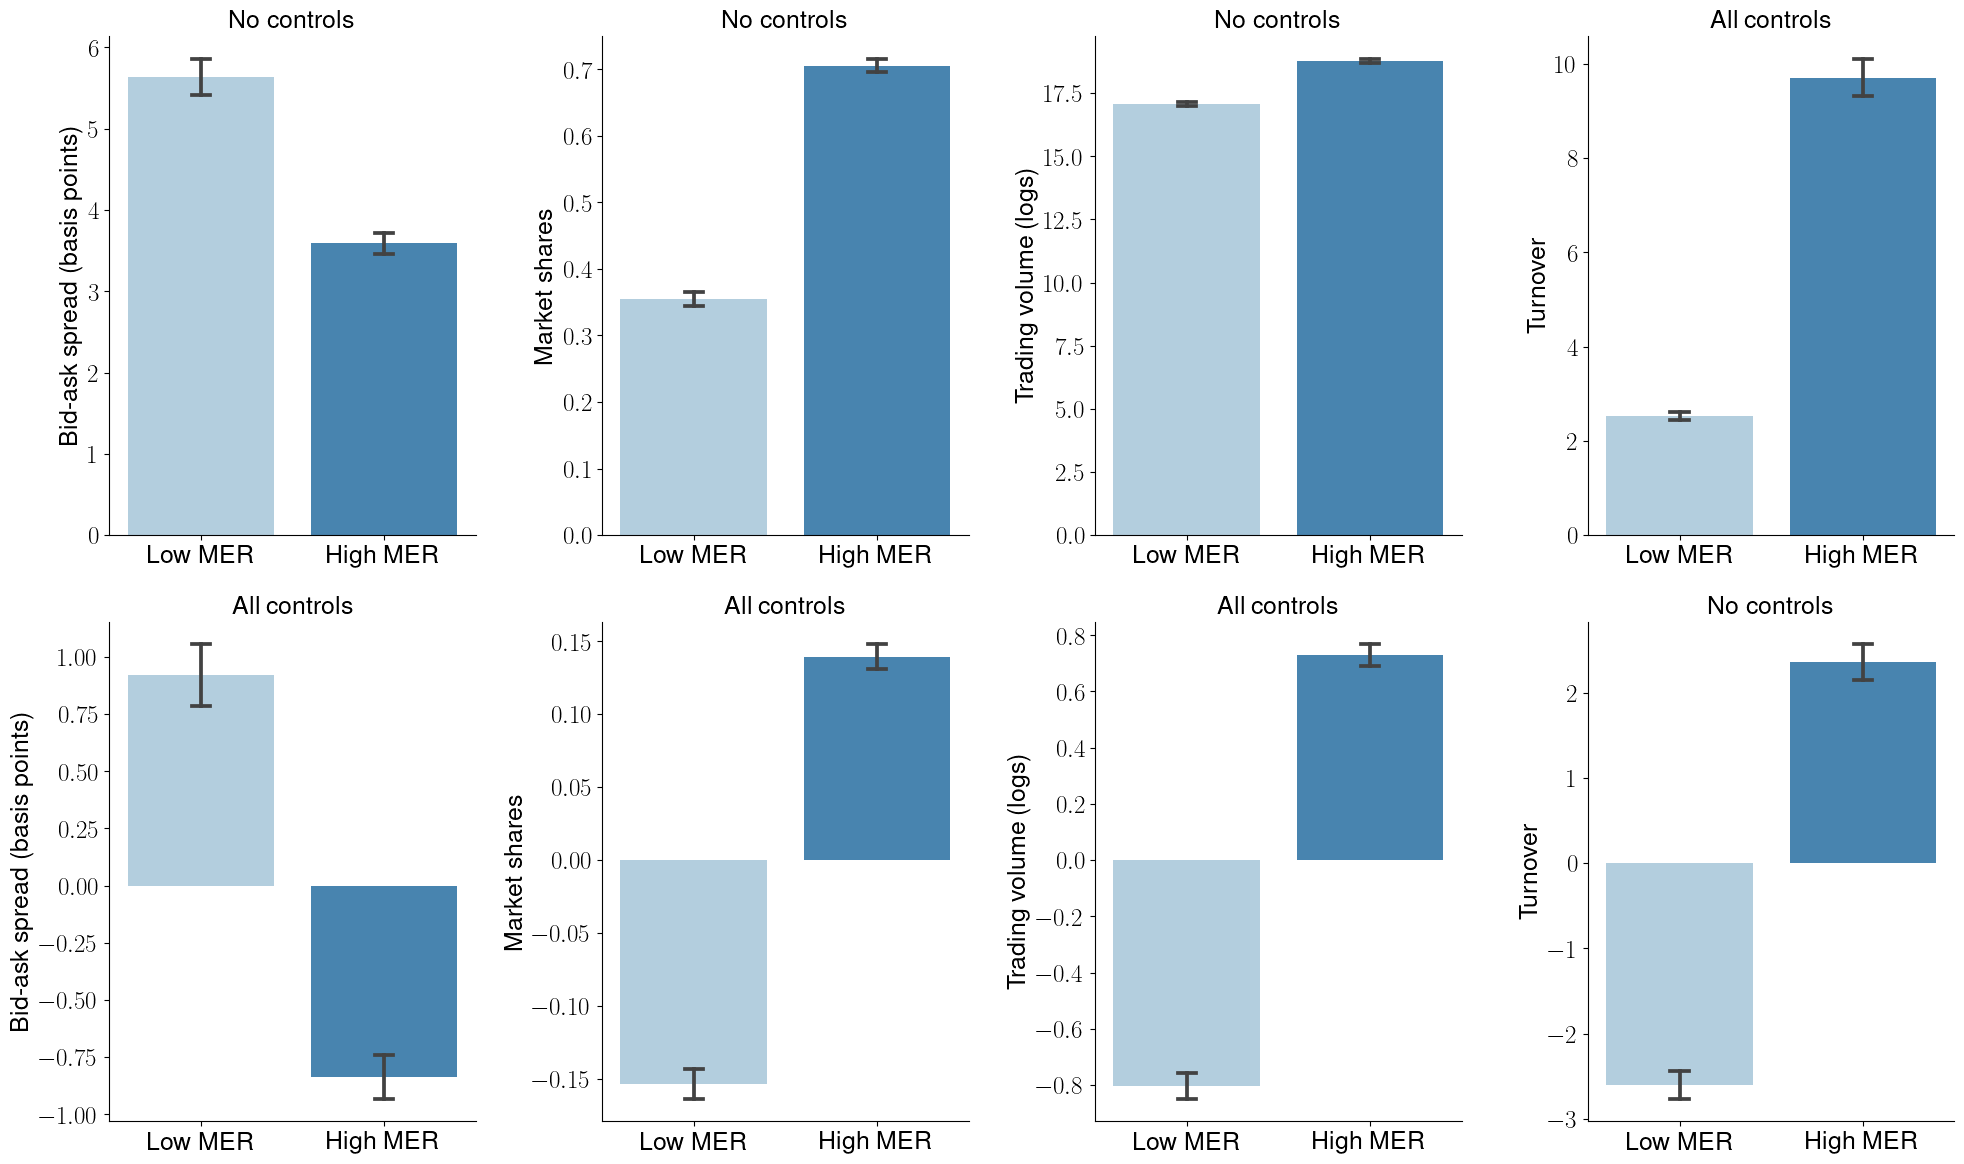 No controls
No controls
No controls
All controls
Bid-ask spread (basis points)
6
5
4
3
2
1
0
Low MER
High MER
Market shares
0.7
0.6
0.5
0.4
0.3
0.2
0.1
0.0
Low MER
High MER
Trading volume (logs)
17.5
15.0
12.5
10.0
7.5
5.0
2.5
0.0
Low MER
High MER
Turnover
10
8
6
4
2
0
Low MER
High MER
All controls
All controls
All controls
No controls
Bid-ask spread (basis points)
1.00
0.75
0.50
0.25
0.00
−0.25
−0.50
−0.75
−1.00
Low MER
High MER
Market shares
0.15
0.10
0.05
0.00
−0.05
−0.10
−0.15
Low MER
High MER
Trading volume (logs)
0.8
0.6
0.4
0.2
0.0
−0.2
−0.4
−0.6
−0.8
Low MER
High MER
Turnover
2
1
0
−1
−2
−3
Low MER
High MER